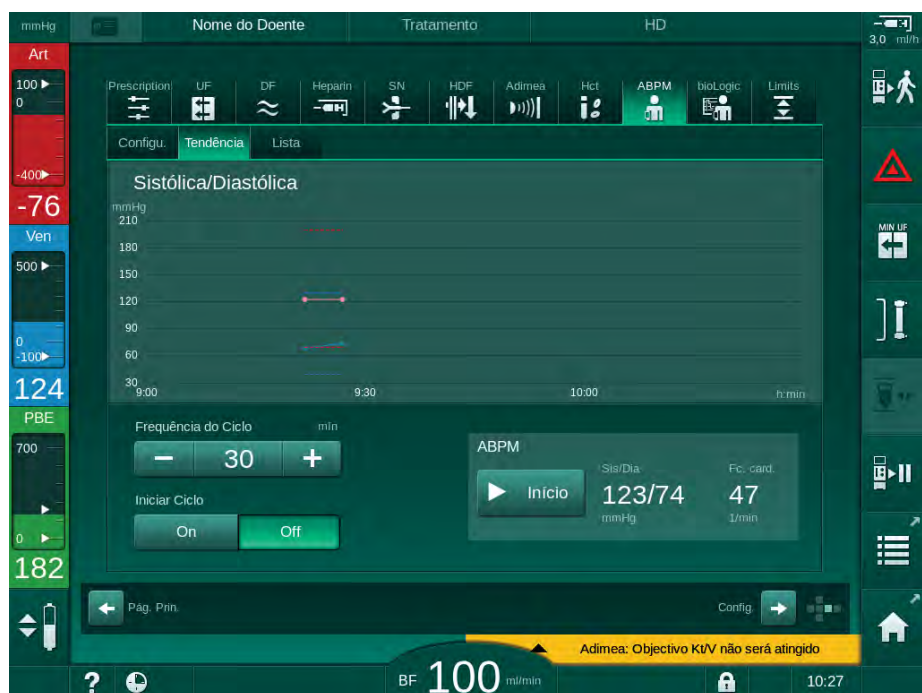 mmHg
Nome do Doente
Tratamento
HD
3,0 ml/h
Art
100
0
-400
-76
Ven
500
0
-100
124
PBE
700
0
182
Prescription
UF
DF
Heparin
SN
HDF
Adimea
Hct
ABPM
bioLogic
Limits
Configu.
Tendência
Lista
Sistólica/Diastólica
mmHg
210
180
150
120
90
60
30
9:00
9:30
10:00
h:min
Frequência do Ciclo
min
30
Iniciar Ciclo
On
Off
ABPM
Início
Sis/Dia
123/74
mmHg
Fc. card.
47
1/min
MIN UF
Pág. Prin.
Config.
Adimea: Objectivo Kt/V não será atingido
?
BF 100 ml/min
10:27